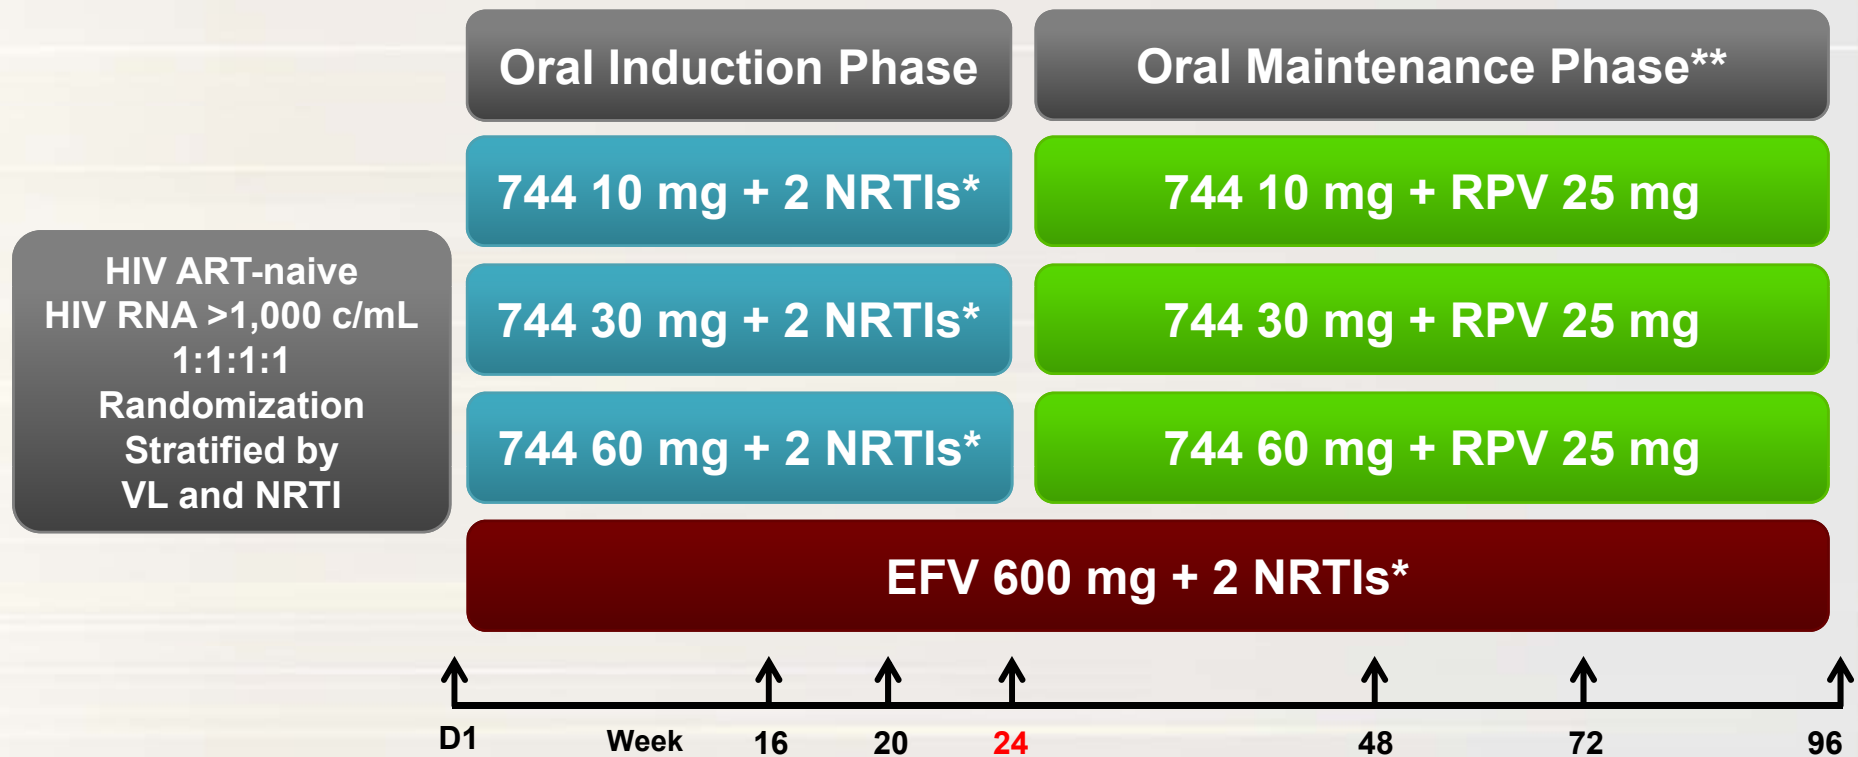 Oral Induction Phase
Oral Maintenance Phase**
HIV ART-naive
HIV RNA >1,000 c/mL
1:1:1:1
Randomization
Stratified by
VL and NRTI
744 10 mg + 2 NRTIs*
744 10 mg + RPV 25 mg
744 30 mg + 2 NRTIs*
744 30 mg + RPV 25 mg
744 60 mg + 2 NRTIs*
744 60 mg + RPV 25 mg
EFV 600 mg + 2 NRTIs*
D1 Week 16 20 24 48 72 96